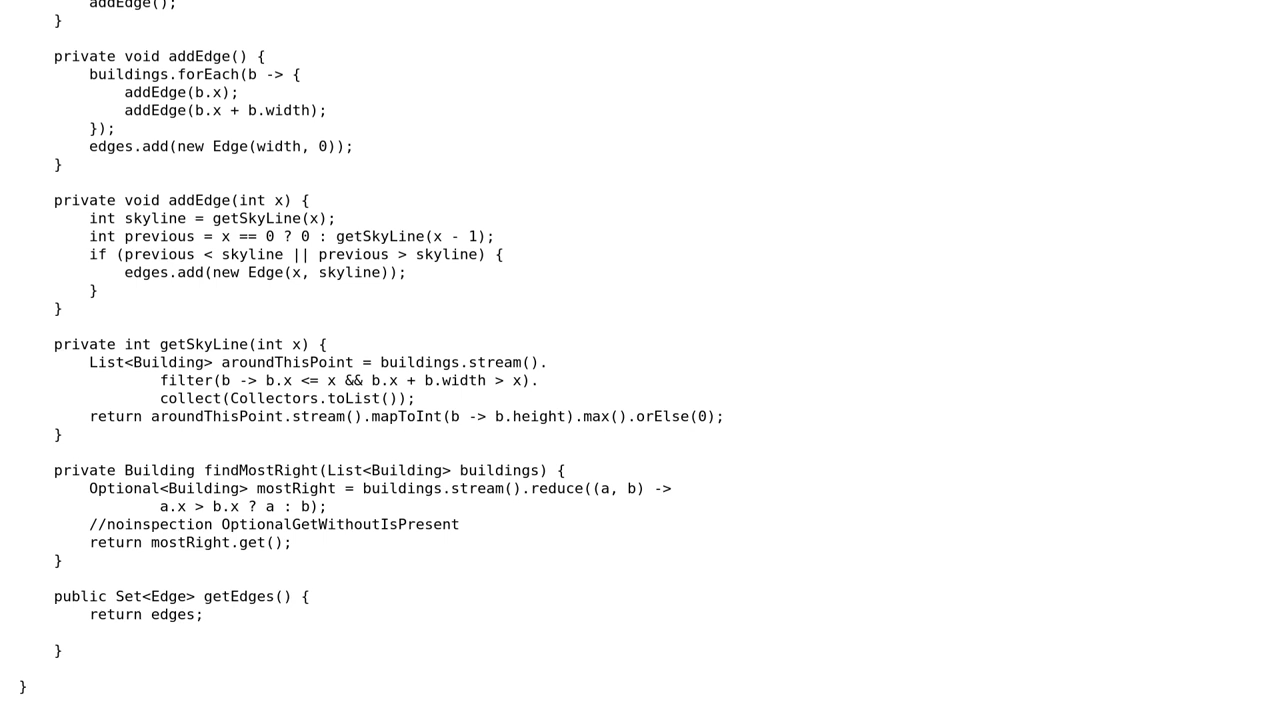 addEdge();
}
private void addEdge() {
buildings.forEach(b -> {
addEdge(b.x);
addEdge(b.x + b.width);
});
edges.add(new Edge(width, 0));
}
private void addEdge(int x) {
int skyline = getSkyLine(x);
int previous = x == 0 ? 0 : getSkyLine(x - 1);
if (previous < skyline || previous > skyline) {
edges.add(new Edge(x, skyline));
}
}
private int getSkyLine(int x) {
List<Building> aroundThisPoint = buildings.stream().
filter(b -> b.x <= x && b.x + b.width > x).
collect(Collectors.toList());
return aroundThisPoint.stream().mapToInt(b -> b.height).max().orElse(0);
}
private Building findMostRight(List<Building> buildings) {
Optional<Building> mostRight = buildings.stream().reduce((a, b) ->
a.x > b.x ? a : b);
//noinspection OptionalGetWithoutIsPresent
return mostRight.get();
}
public Set<Edge> getEdges() {
return edges;
}
}